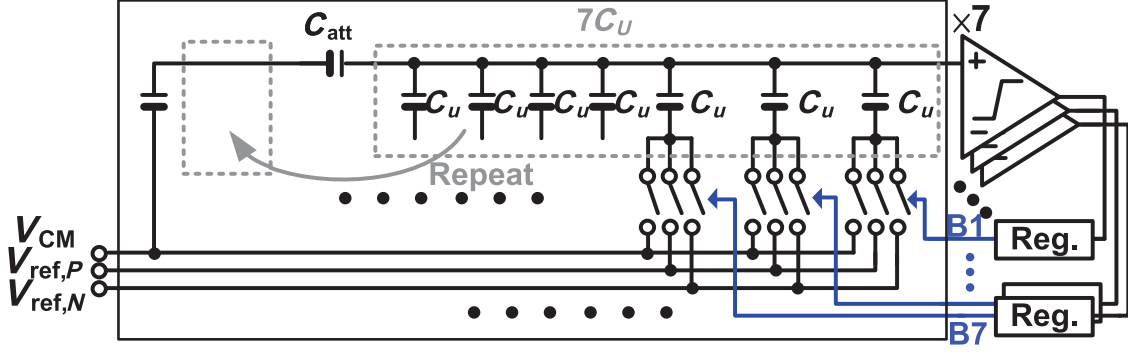 ×7
7C_U
C_att
+
C_u C_u C_u C_u C_u C_u C_u
Repeat
V_CM
V_ref,P
V_ref,N
B1
Reg.
B7
Reg.